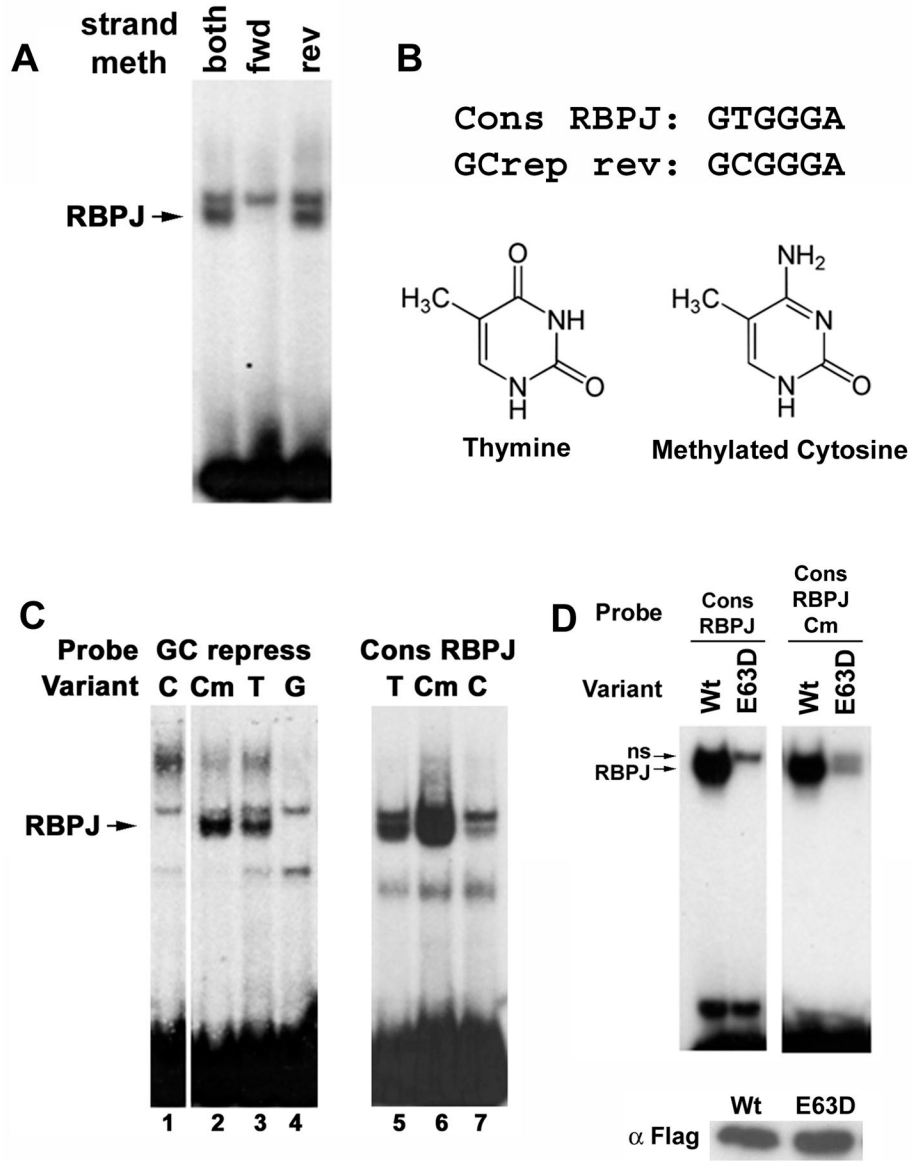 A
strand
meth
both
fwd
rev
RBPJ
B
Cons RBPJ: GTGGGA
GCrep rev: GCGGGA
O
H₃C
NH
N
H
O
Thymine
NH₂
H₃C
N
N
H
O
Methylated Cytosine
C
Probe GC repress
Variant C Cm T G
RBPJ
1 2 3 4
Cons RBPJ
T Cm C
5 6 7
D
Probe
Cons
RBPJ
Cons
RBPJ
Cm
Variant
Wt
E63D
Wt
E63D
ns
RBPJ
Wt E63D
α Flag